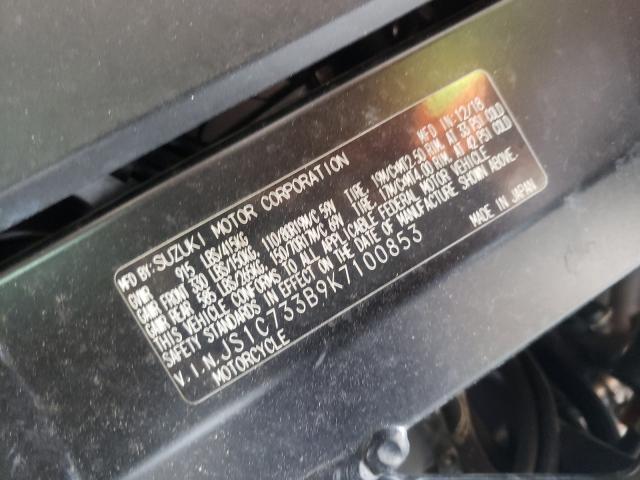 MFD BY:SUZUKI MOTOR CORPORATION MFD IN:12/18
GVWR 915 LBS/415KG TIRE RIM, AT 33 PSI COLD
GAWR FRONT 330 LBS/150KG 110/80R19M/C 59V 19M/CXMT2.50 RIM, AT 42 PSI COLD
GAWR REAR 585 LBS/265KG 150/70R17M/C 69V TIRE 17M/CXMT4.00
THIS VEHICLE CONFORMS TO ALL APPLICABLE FEDERAL MOTOR VEHICLE
SAFETY STANDARDS IN EFFECT ON THE DATE OF MANUFACTURE SHOWN ABOVE.
V.I.N.JS1C733B9K7100853
MOTORCYCLE MADE IN JAPAN